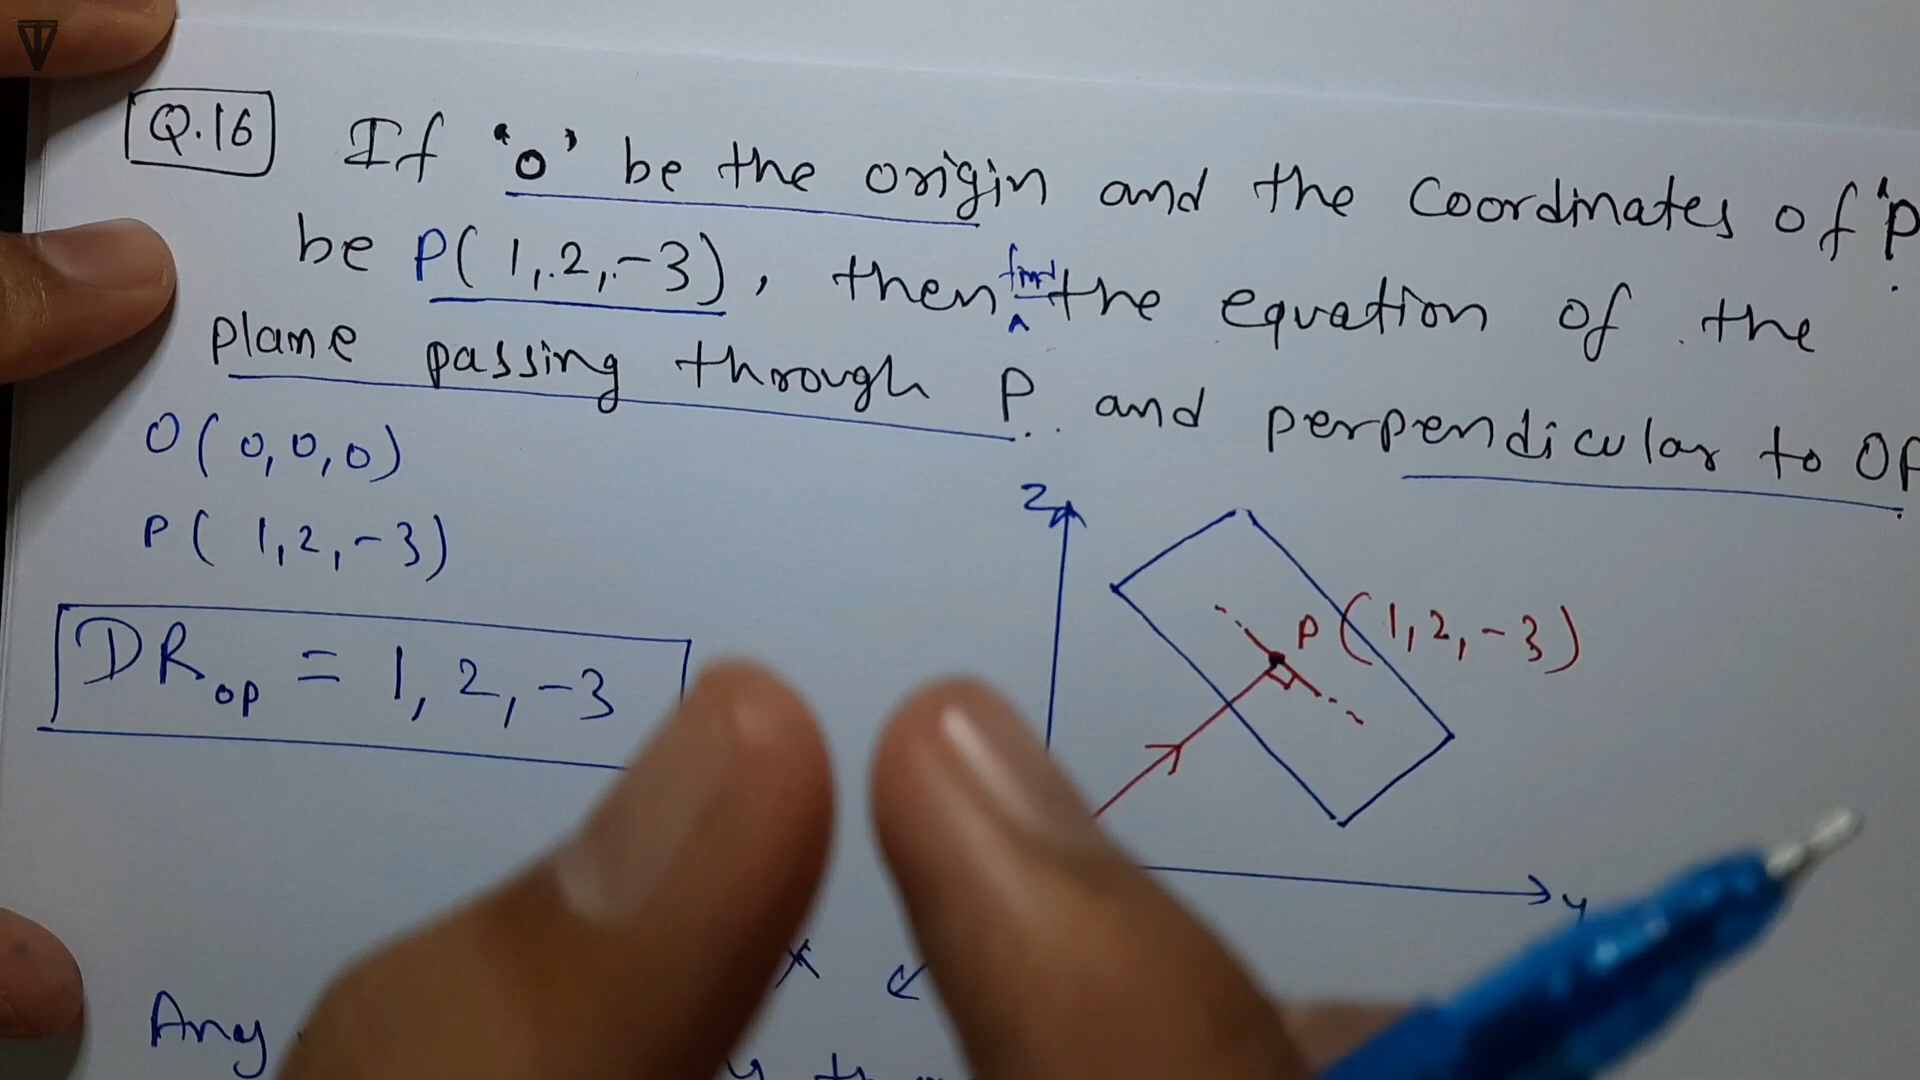 Q.16 If 'o' be the origin and the coordinates of 'P
be P(1, 2, -3), then find the equation of the
plane passing through P and perpendicular to OP
O(0,0,0)
P(1,2,-3)
DR op = 1, 2, -3
Z
P(1,2,-3)
y
Any